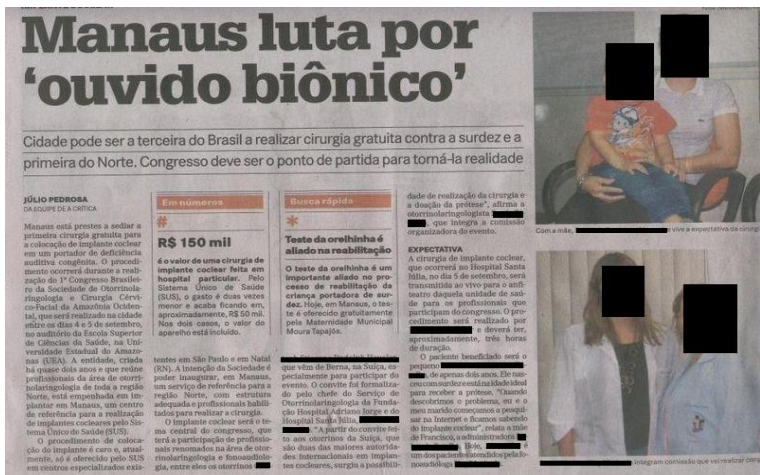 Manaus luta por
‘ouvido biônico’
Cidade pode ser a terceira do Brasil a realizar cirurgia gratuita contra a surdez e a
primeira do Norte. Congresso deve ser o ponto de partida para torná-la realidade
JÚLIO PEDROSA
DA EQUIPE DE A CRÍTICA
Manaus está prestes a sediar a
primeira cirurgia gratuita para
a colocação de implante coclear
em um portador de deficiência
auditiva congênita. O procedi-
mento ocorrerá durante a reali-
zação do 1º Congresso Brasilei-
ro da Sociedade de Otorrinola-
ringologia e Cirurgia Cérvi-
co-Facial da Amazônia Ociden-
tal, que será realizado na cidade
entre os dias 4 e 5 de setembro,
no auditório da Escola Superior
de Ciências da Saúde, na Uni-
versidade Estadual do Amazo-
nas (UEA). A entidade, criada
há quase dois anos e que reúne
profissionais da área de otorri-
nolaringologia de toda a região
Norte, está empenhada em im-
plantar em Manaus, um centro
de referência para a realização
de implantes cocleares pelo Sis-
tema Único de Saúde (SUS).
O procedimento de coloca-
ção do implante é caro e, atual-
mente, só é oferecido pelo SUS
em centros especializados exis-
Em números
#
R$ 150 mil
é o valor de uma cirurgia de
implante coclear feita em
hospital particular. Pelo
Sistema Único de Saúde
(SUS), o gasto é duas vezes
menor e acaba ficando em,
aproximadamente, R$ 50 mil.
Nos dois casos, o valor do
aparelho está incluído.
tentes em São Paulo e em Natal
(RN). A intenção da Sociedade é
poder inaugurar, em Manaus,
um serviço de referência para a
região Norte, com estrutura
adequada e profissionais habili-
tados para realizar a cirurgia.
O implante coclear será o te-
ma central do congresso, que
terá a participação de profissio-
nais renomados na área de otor-
rinolaringologia e fonoaudiolo-
gia, entre eles os otorrinos
Busca rápida
*
Teste da orelhinha é
aliado na reabilitação
O teste da orelhinha é um
importante aliado no pro-
cesso de reabilitação da
criança portadora de sur-
dez. Hoje, em Manaus, o tes-
te é oferecido gratuitamente
pela Maternidade Municipal
Moura Tapajós.
que vêm de Berna, na Suíça, es-
pecialmente para participar do
evento. O convite foi formaliza-
do pelo chefe do Serviço de
Otorrinolaringologia da Funda-
ção Hospital Adriano Jorge e do
Hospital Santa Júlia,
"A partir do convite fei-
to aos otorrinos da Suíça, que
são duas das maiores autorida-
des internacionais em implan-
tes cocleares, surgiu a possibili-
dade de realização da cirurgia e
a doação da prótese", afirma a
otorrinolaringologista
que integra a comissão
organizadora do evento.
EXPECTATIVA
A cirurgia de implante coclear,
que ocorrerá no Hospital Santa
Júlia, no dia 5 de setembro, será
transmitida ao vivo para o anfi-
teatro daquela unidade de saú-
de para os profissionais que
participam do congresso. O pro-
cedimento será realizado por
e deverá ter,
aproximadamente, três horas
de duração.
O paciente beneficiado será o
pequeno
de apenas dois anos. Ele nas-
ceu com surdez e está na idade ideal
para receber a prótese. "Quando
descobrimos o problema, eu e o
meu marido começamos a pesqui-
sar na Internet e ficamos sabendo
do implante coclear", relata a mãe
de Francisco, a administradora
Hoje,
um dos pacientes atendidos pela fo-
noaudióloga
Com a mãe,
vive a expectativa da cirurgi
integram comissão que vei realizar cong